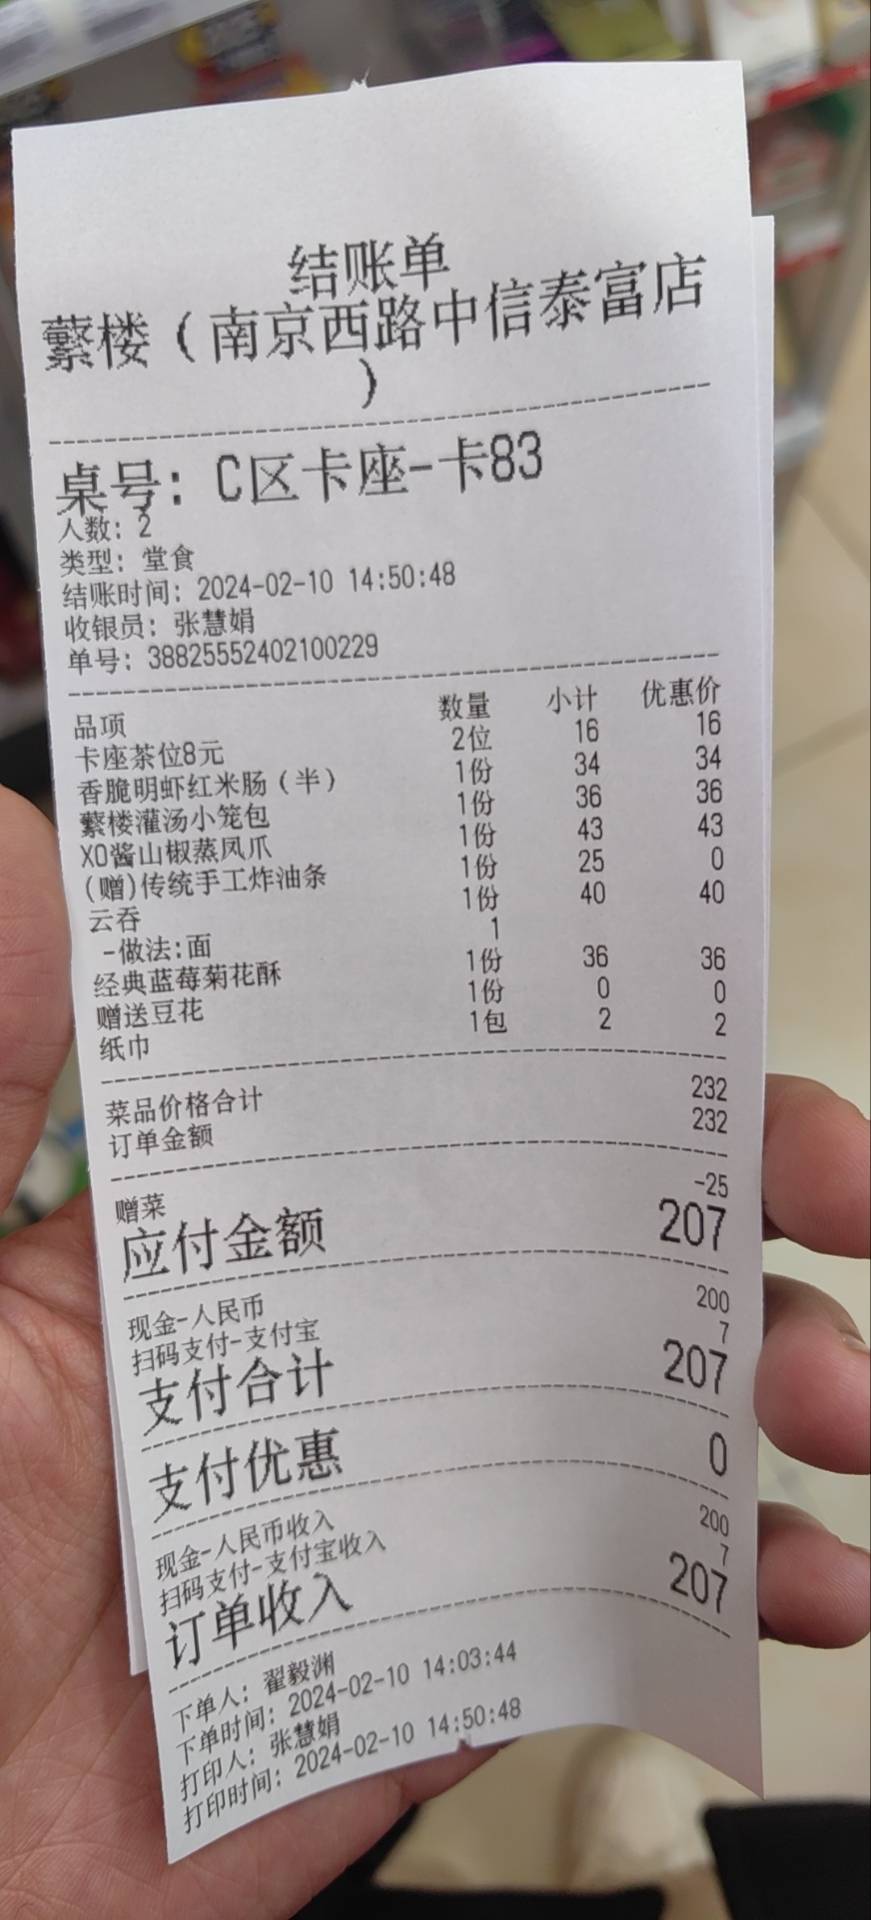 结账单
蘩楼（南京西路中信泰富店
）
桌号：C区卡座-卡83
人数：2
类型：堂食
结账时间：2024-02-10 14:50:48
收银员：张慧娟
单号：38825552402100229
品项 数量 小计 优惠价
卡座茶位8元 2位 16 16
香脆明虾红米肠（半） 1份 34 34
蘩楼灌汤小笼包 1份 36 36
XO酱山椒蒸凤爪 1份 43 43
(赠)传统手工炸油条 1份 25 0
云吞 1份 40 40
-做法:面 1
经典蓝莓菊花酥 1份 36 36
赠送豆花 1份 0 0
纸巾 1包 2 2
菜品价格合计 232
订单金额 232
赠菜 -25
应付金额 207
现金-人民币 200
扫码支付-支付宝 7
支付合计 207
支付优惠 0
现金-人民币收入 200
扫码支付-支付宝收入 7
订单收入 207
下单人：翟毅渊
下单时间：2024-02-10 14:03:44
打印人：张慧娟
打印时间：2024-02-10 14:50:48